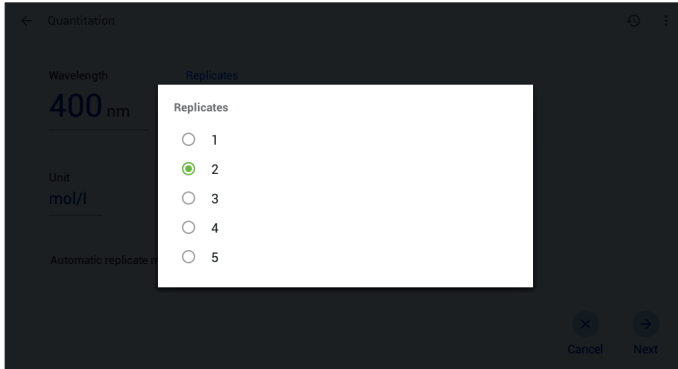 Quantitation
Wavelength
Replicates
400 nm
Unit
mol/l
Automatic replicate m
Replicates
1
2
3
4
5
Cancel
Next